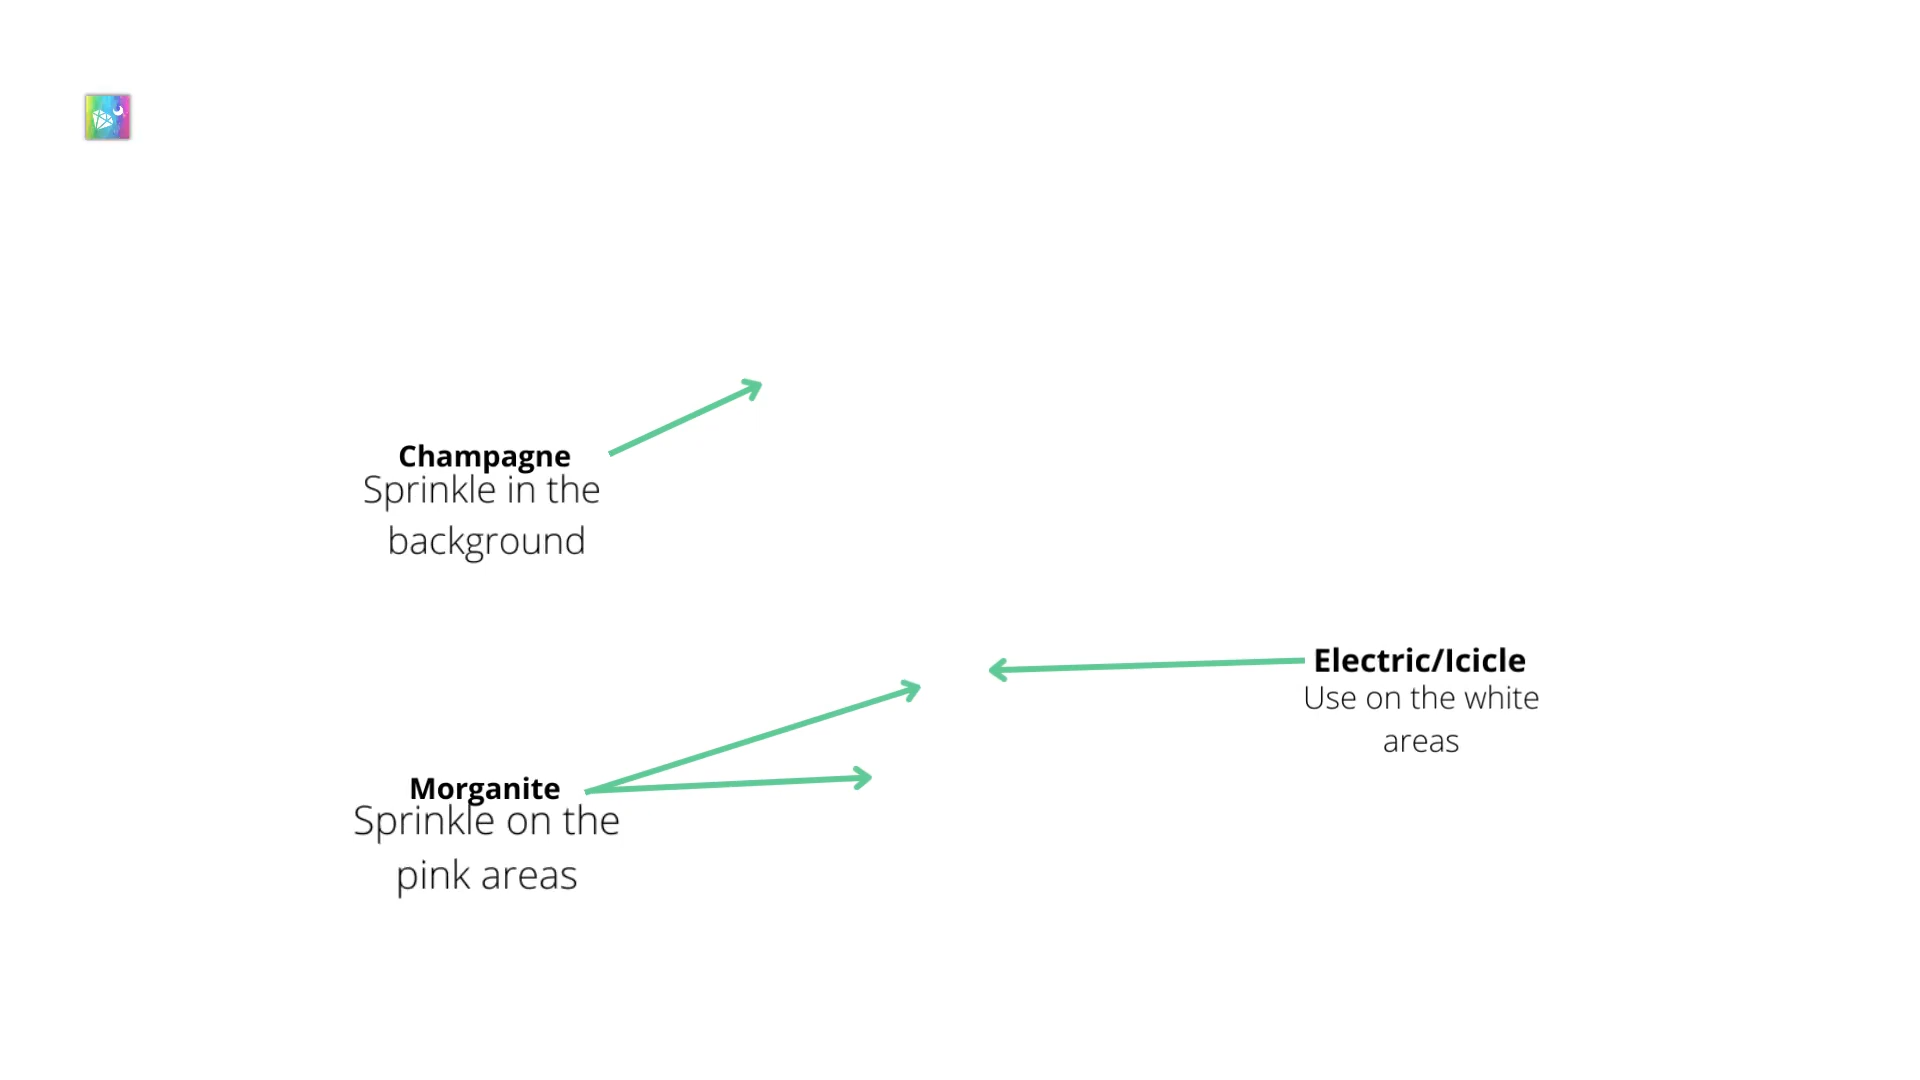 Champagne
Sprinkle in the
background
Electric/Icicle
Use on the white
areas
Morganite
Sprinkle on the
pink areas